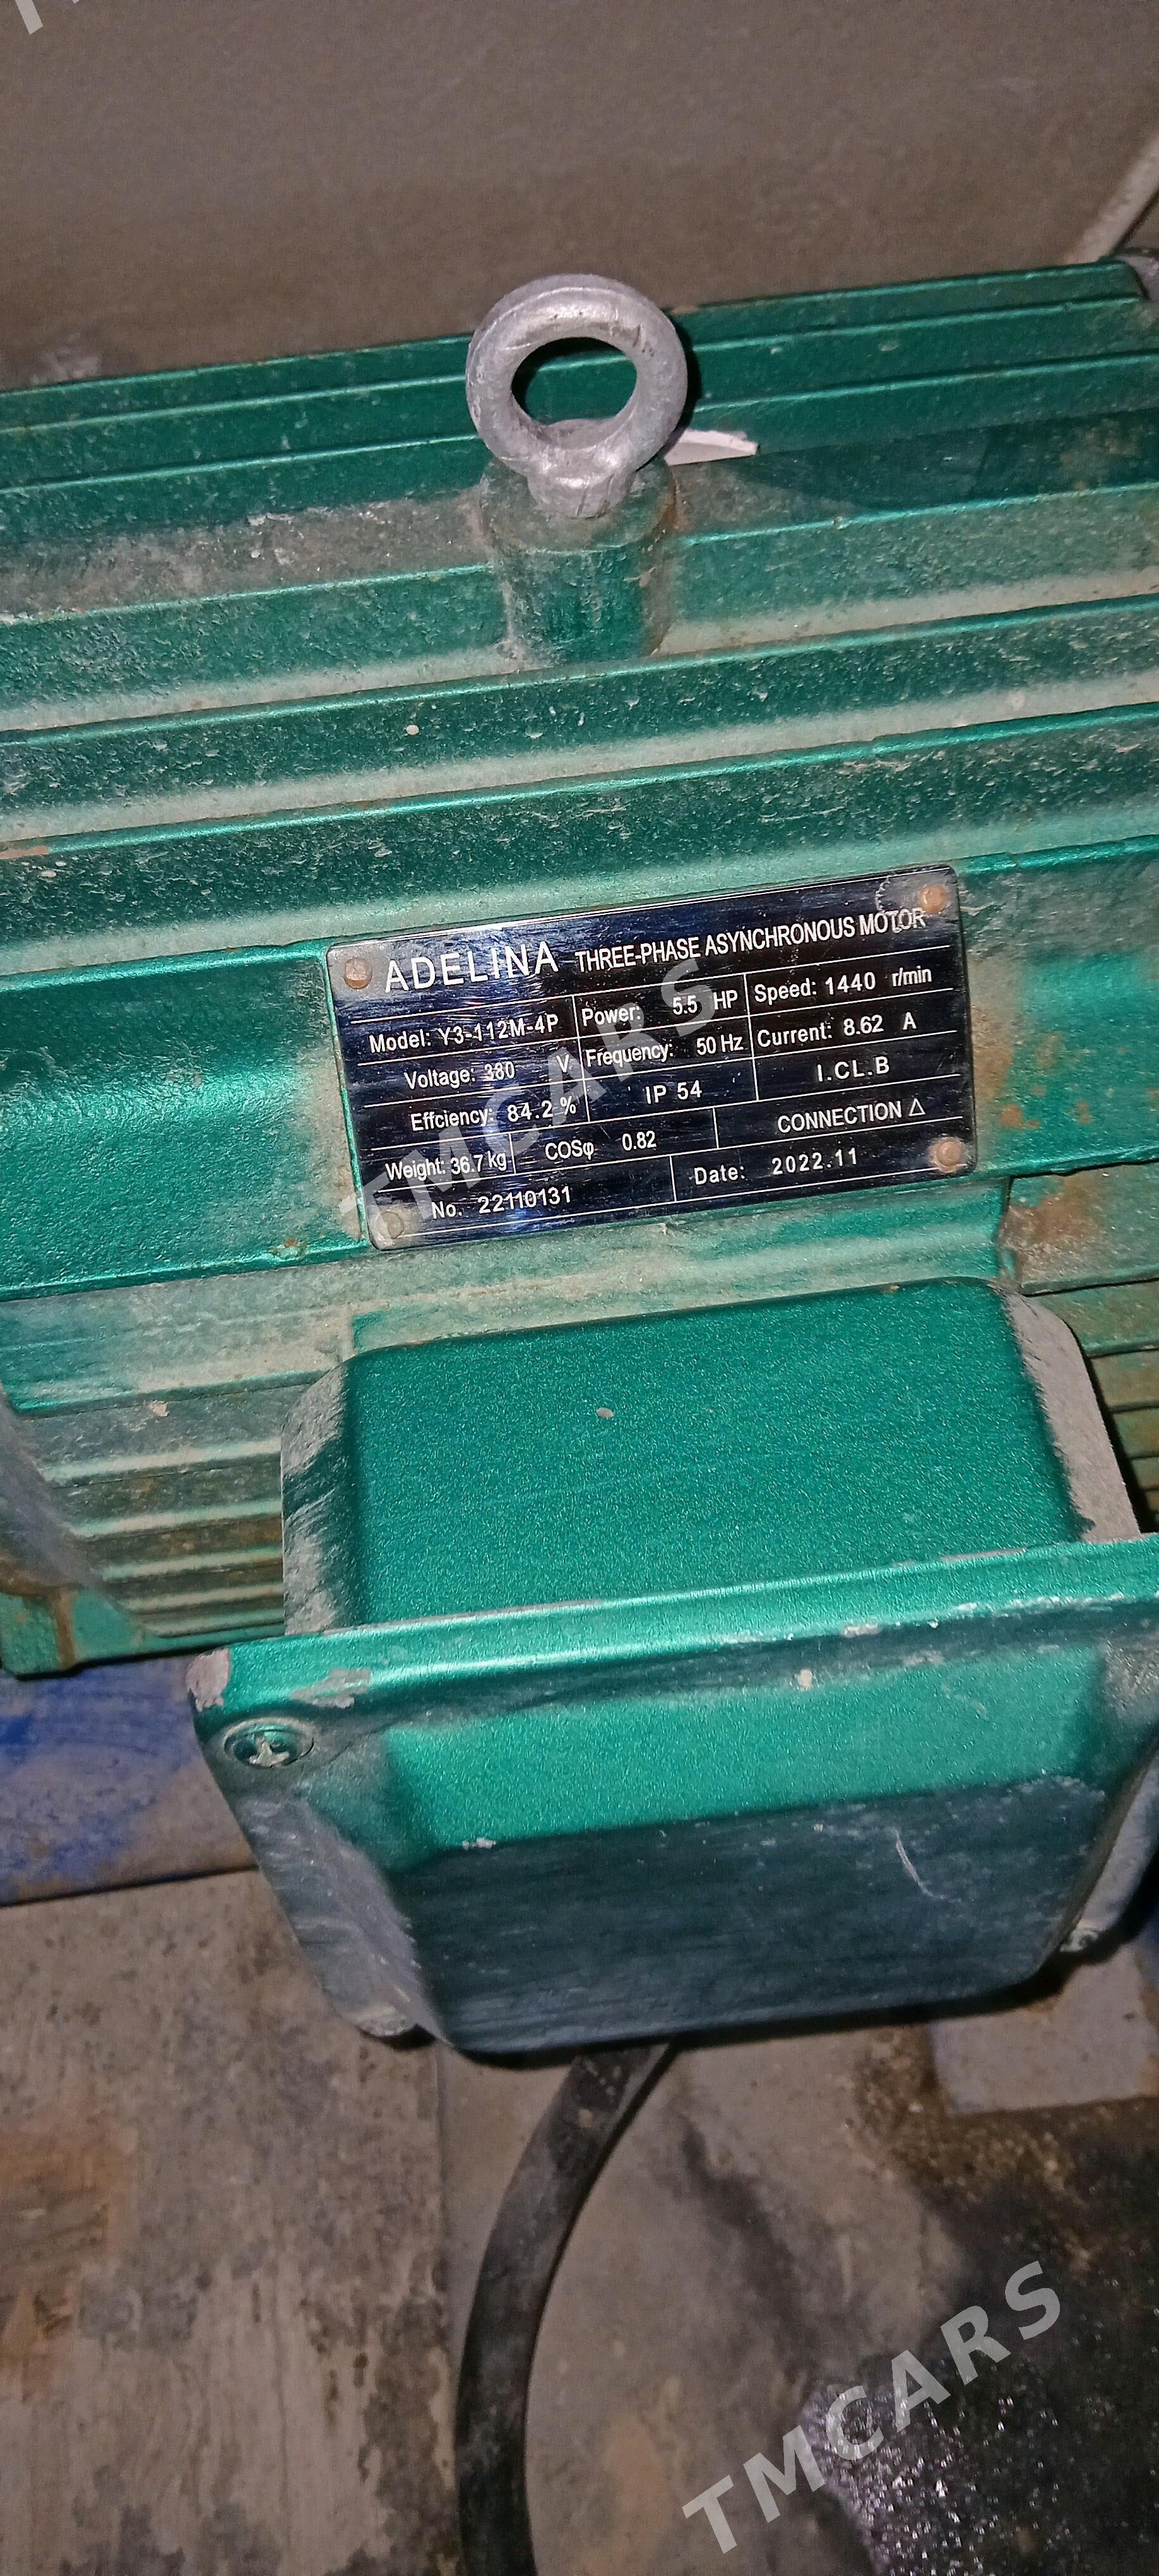 ADELINA THREE-PHASE ASYNCHRONOUS MOTOR
Model: Y3-112M-4P Power: 5.5 HP Speed: 1440 r/min
Voltage: 380 V Frequency: 50 Hz Current: 8.62 A
Effciency: 84.2 % IP 54 I.CL.B
Weight: 36.7 kg COSφ 0.82 CONNECTION △
No. 22110131 Date: 2022.11
TMCARS
TMCARS